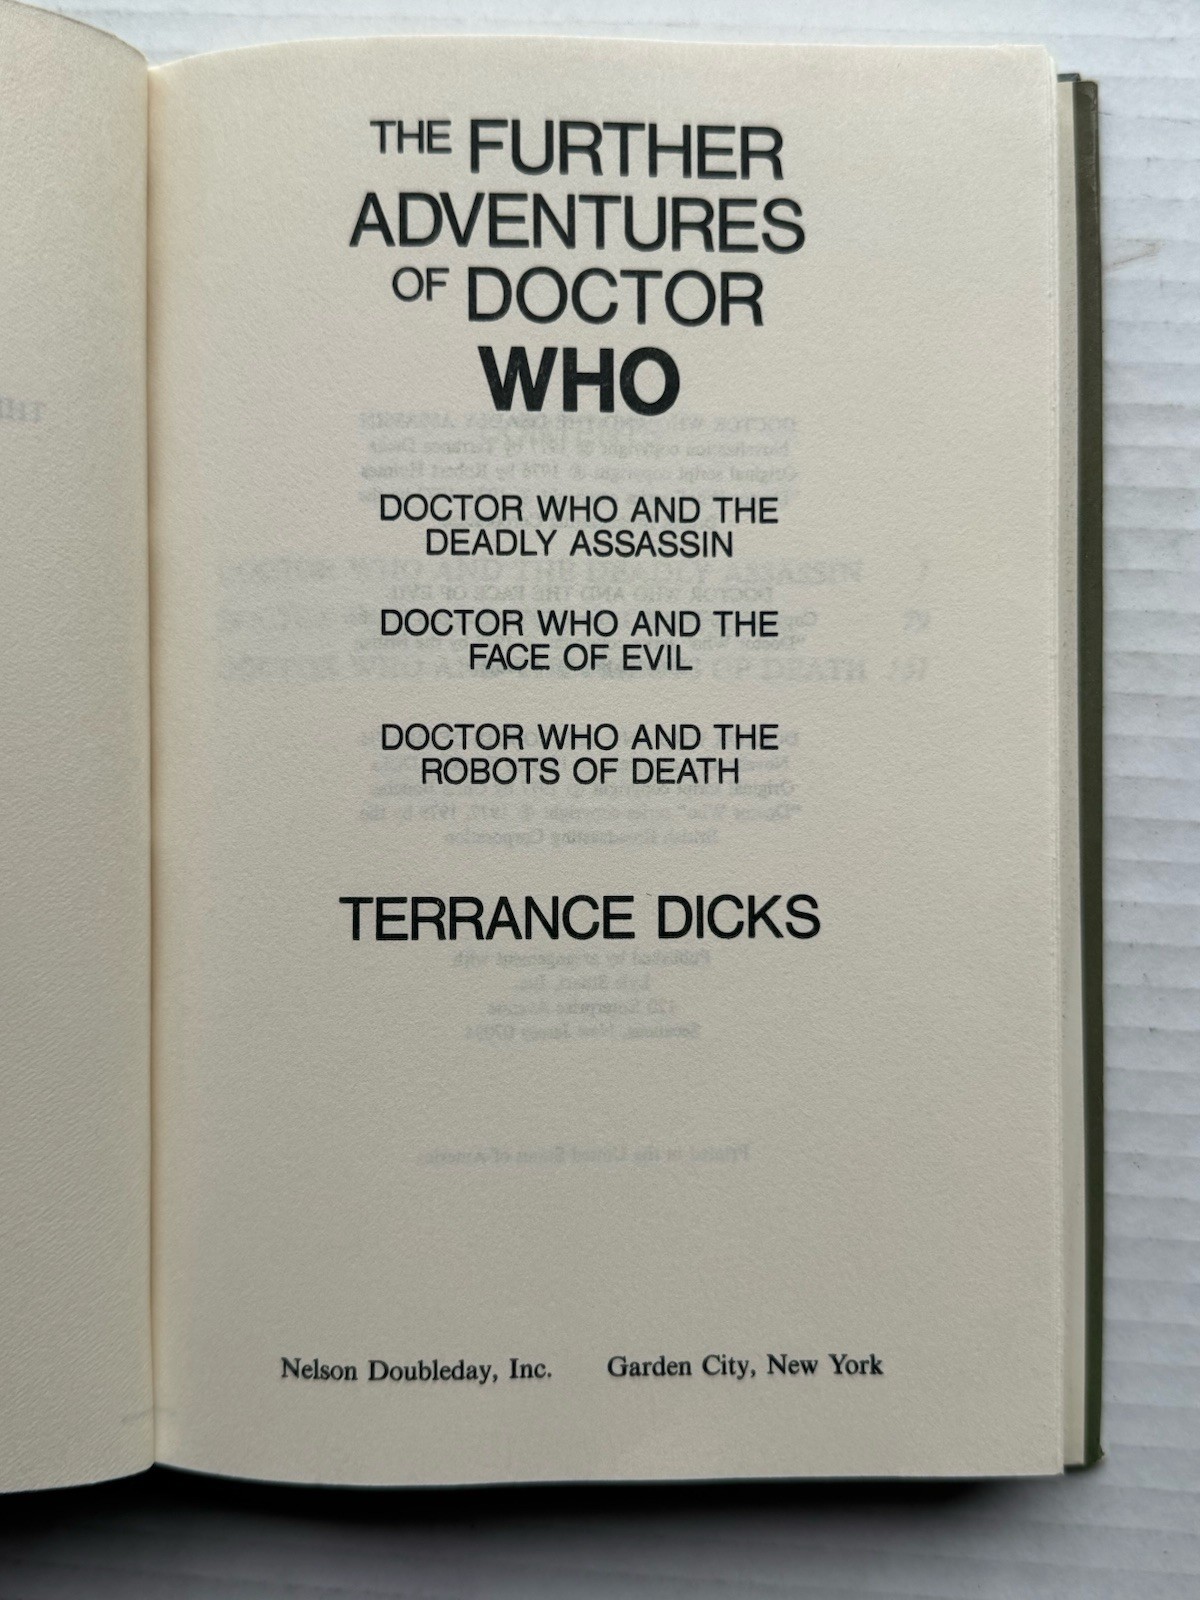 THE FURTHER
ADVENTURES
OF DOCTOR
WHO
DOCTOR WHO AND THE
DEADLY ASSASSIN
DOCTOR WHO AND THE
FACE OF EVIL
DOCTOR WHO AND THE
ROBOTS OF DEATH
TERRANCE DICKS
Nelson Doubleday, Inc. Garden City, New York